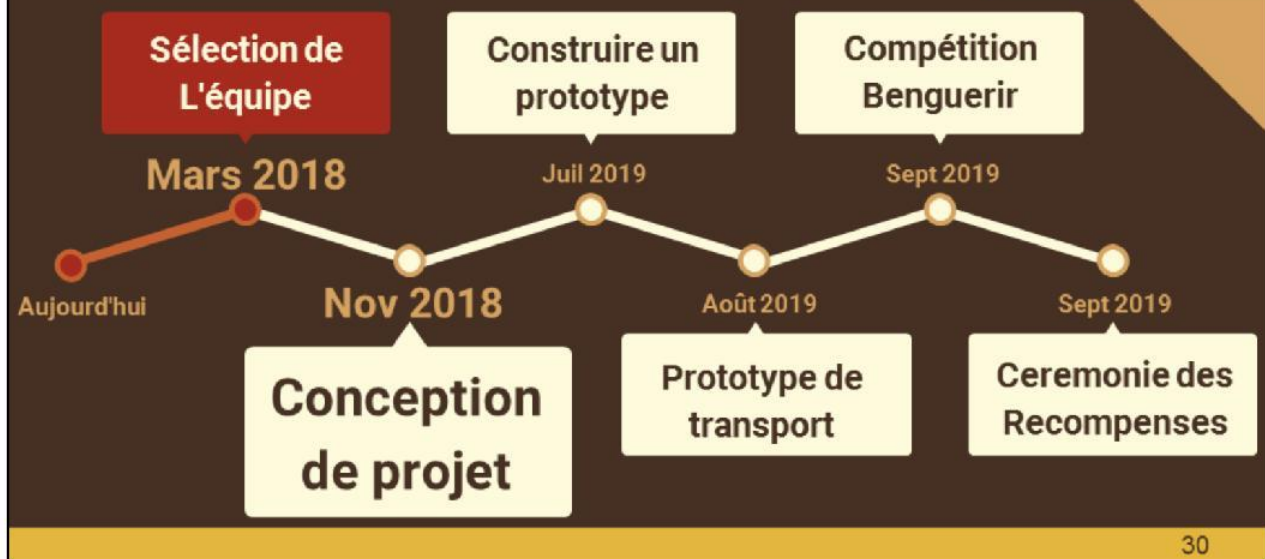 Sélection de
L'équipe
Construire un
prototype
Compétition
Benguerir
Mars 2018
Juil 2019
Sept 2019
Aujourd'hui
Nov 2018
Août 2019
Sept 2019
Conception
de projet
Prototype de
transport
Ceremonie des
Recompenses
30